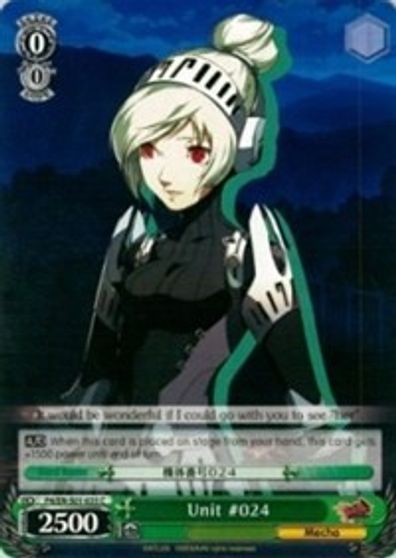 0
0
"It would be wonderful if I could go with you to see "her"
When this card is placed on stage from your hand, this card gets
+1500 power until end of turn.
機体番号024
2500
Unit #024
Mecha